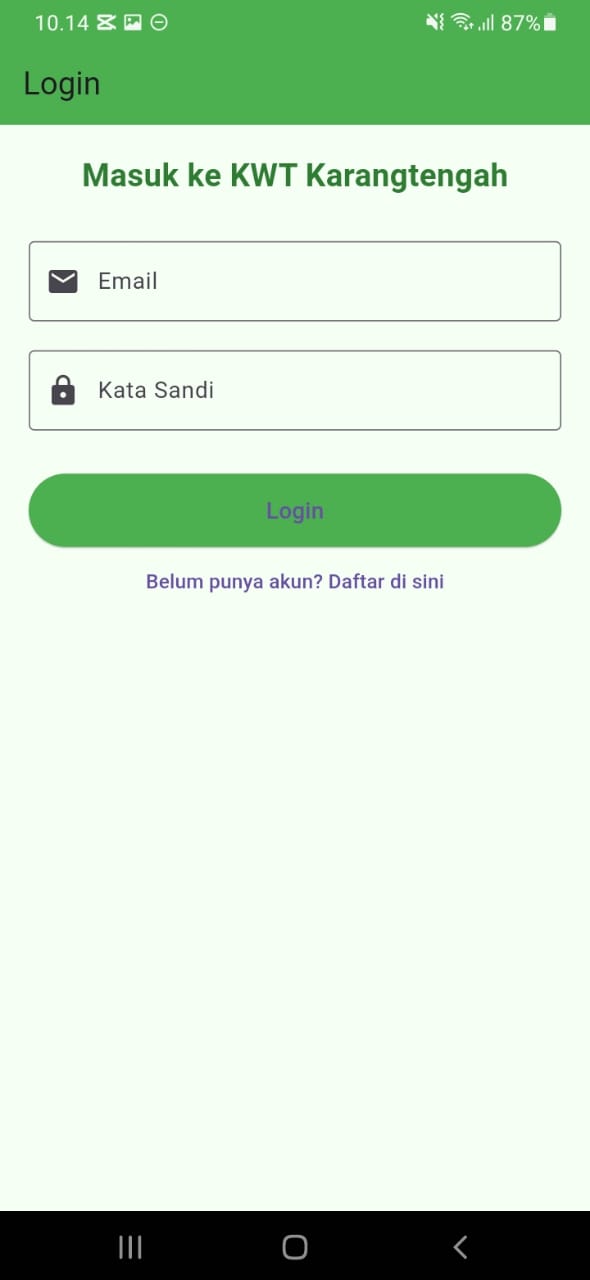 10.14 87%
Login
Masuk ke KWT Karangtengah
Email
Kata Sandi
Login
Belum punya akun? Daftar di sini